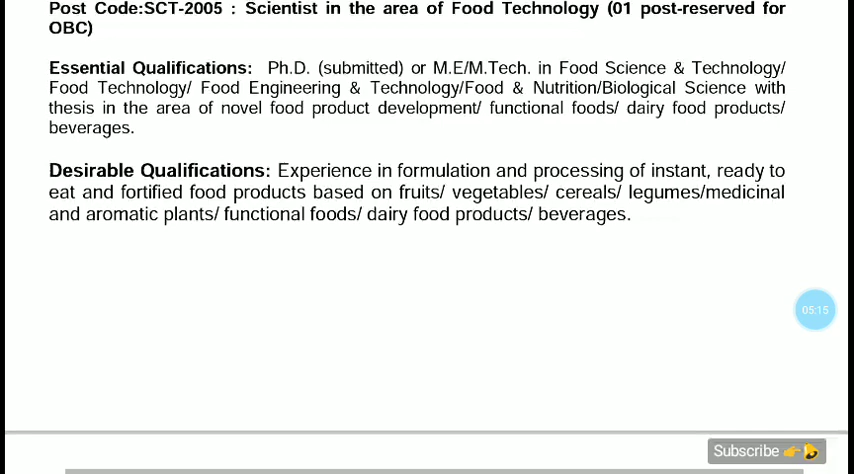 Post Code:SCT-2005 : Scientist in the area of Food Technology (01 post-reserved for
OBC)
Essential Qualifications: Ph.D. (submitted) or M.E/M.Tech. in Food Science & Technology/
Food Technology/ Food Engineering & Technology/Food & Nutrition/Biological Science with
thesis in the area of novel food product development/ functional foods/ dairy food products/
beverages.
Desirable Qualifications: Experience in formulation and processing of instant, ready to
eat and fortified food products based on fruits/ vegetables/ cereals/ legumes/medicinal
and aromatic plants/ functional foods/ dairy food products/ beverages.
05:15
Subscribe